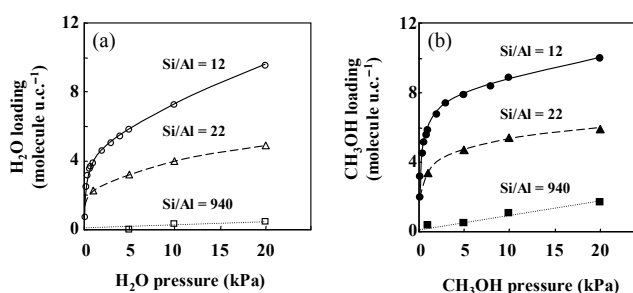 (a)
12
8
4
0
H₂O loading
(molecule u.c.⁻¹)
Si/Al = 12
Si/Al = 22
Si/Al = 940
0 5 10 15 20
H₂O pressure (kPa)
(b)
12
8
4
0
CH₃OH loading
(molecule u.c.⁻¹)
Si/Al = 12
Si/Al = 22
Si/Al = 940
0 5 10 15 20
CH₃OH pressure (kPa)